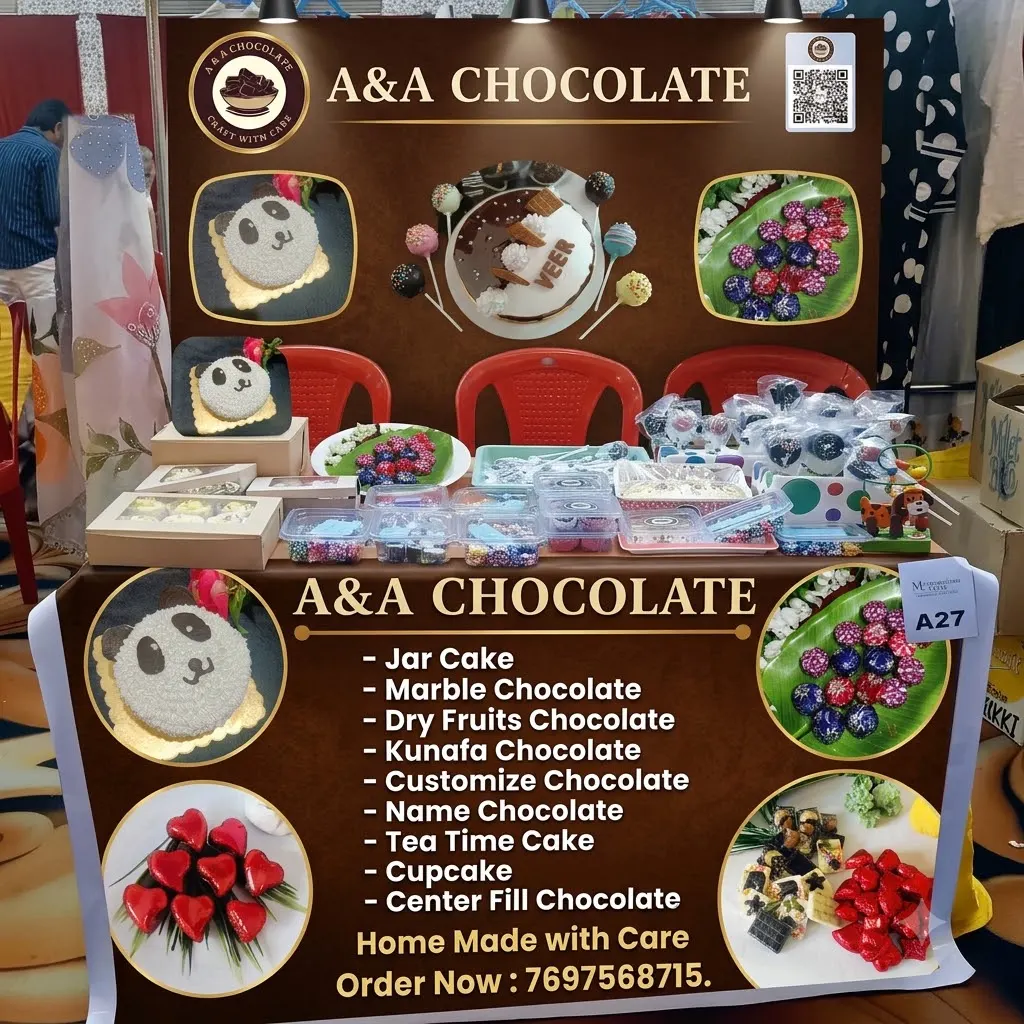 A & A CHOCOLATE
CRAFT WITH CARE
A&A CHOCOLATE
VEER
A&A CHOCOLATE
- Jar Cake
- Marble Chocolate
- Dry Fruits Chocolate
- Kunafa Chocolate
- Customize Chocolate
- Name Chocolate
- Tea Time Cake
- Cupcake
- Center Fill Chocolate
Home Made with Care
Order Now : 7697568715.
A27